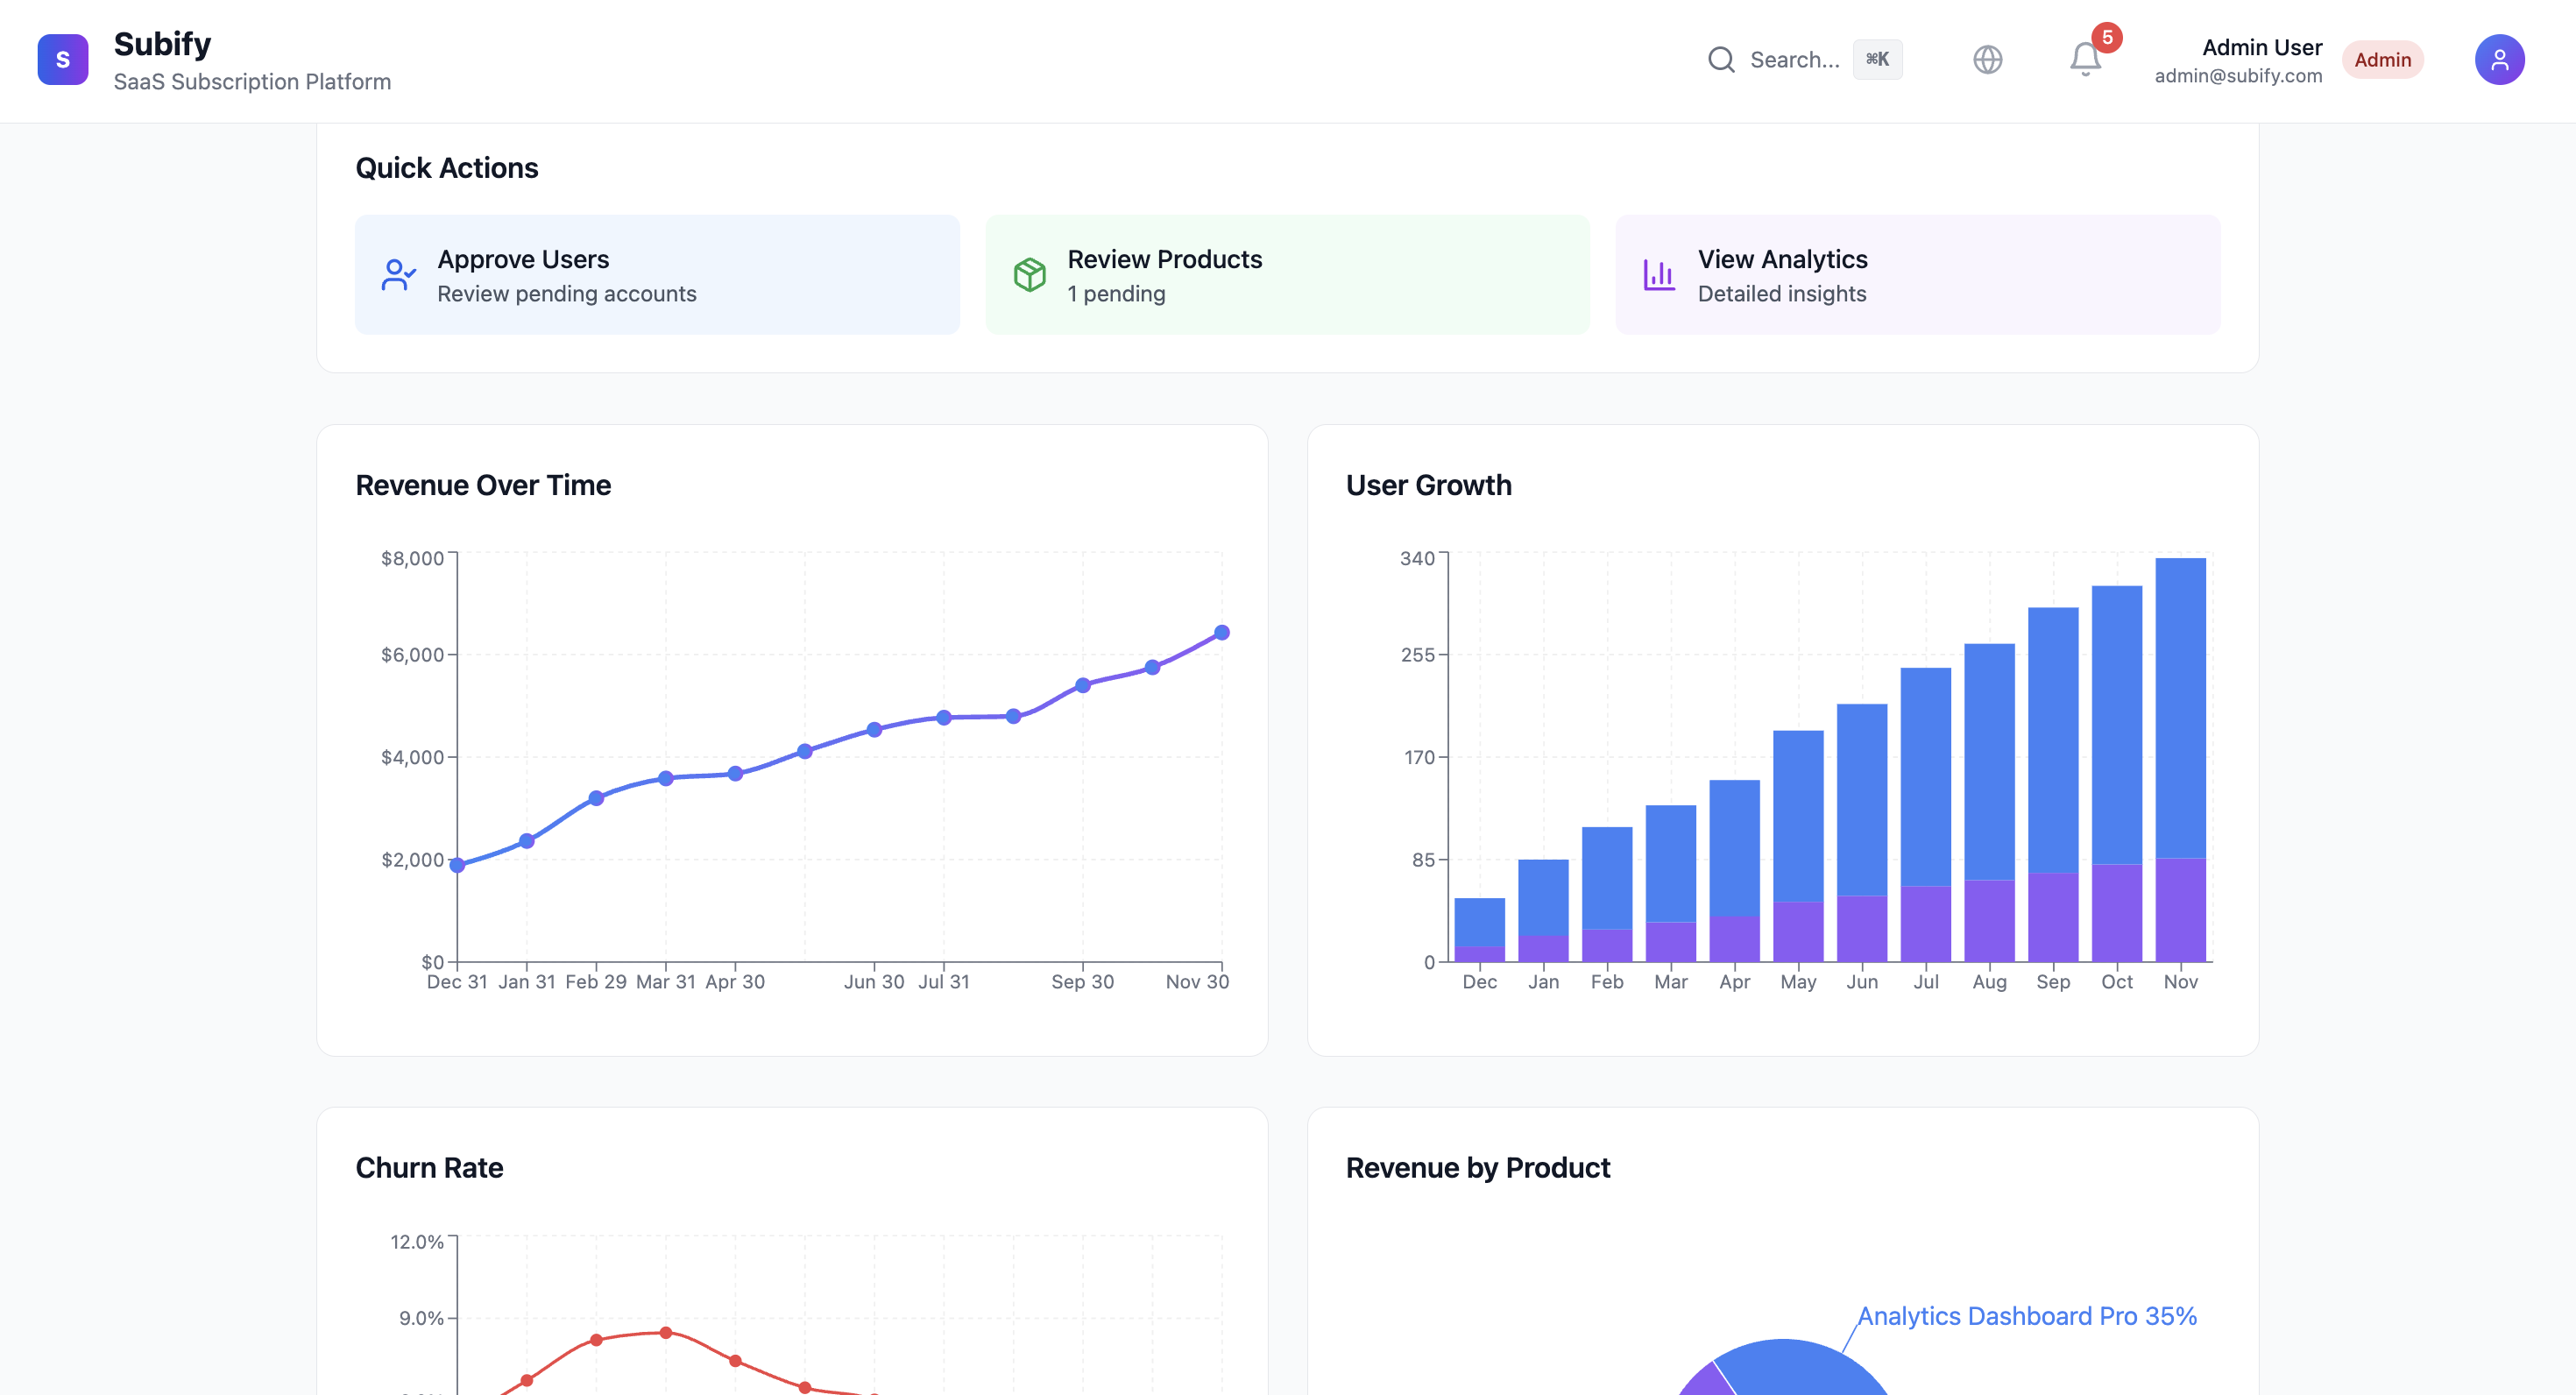 S
Subify
SaaS Subscription Platform
Search...
⌘K
5
Admin User
admin@subify.com
Admin
Quick Actions
Approve Users
Review pending accounts
Review Products
1 pending
View Analytics
Detailed insights
Revenue Over Time
$8,000
$6,000
$4,000
$2,000
$0
Dec 31 Jan 31 Feb 29 Mar 31 Apr 30 Jun 30 Jul 31 Sep 30 Nov 30
User Growth
340
255
170
85
0
Dec Jan Feb Mar Apr May Jun Jul Aug Sep Oct Nov
Churn Rate
12.0%
9.0%
Revenue by Product
Analytics Dashboard Pro 35%